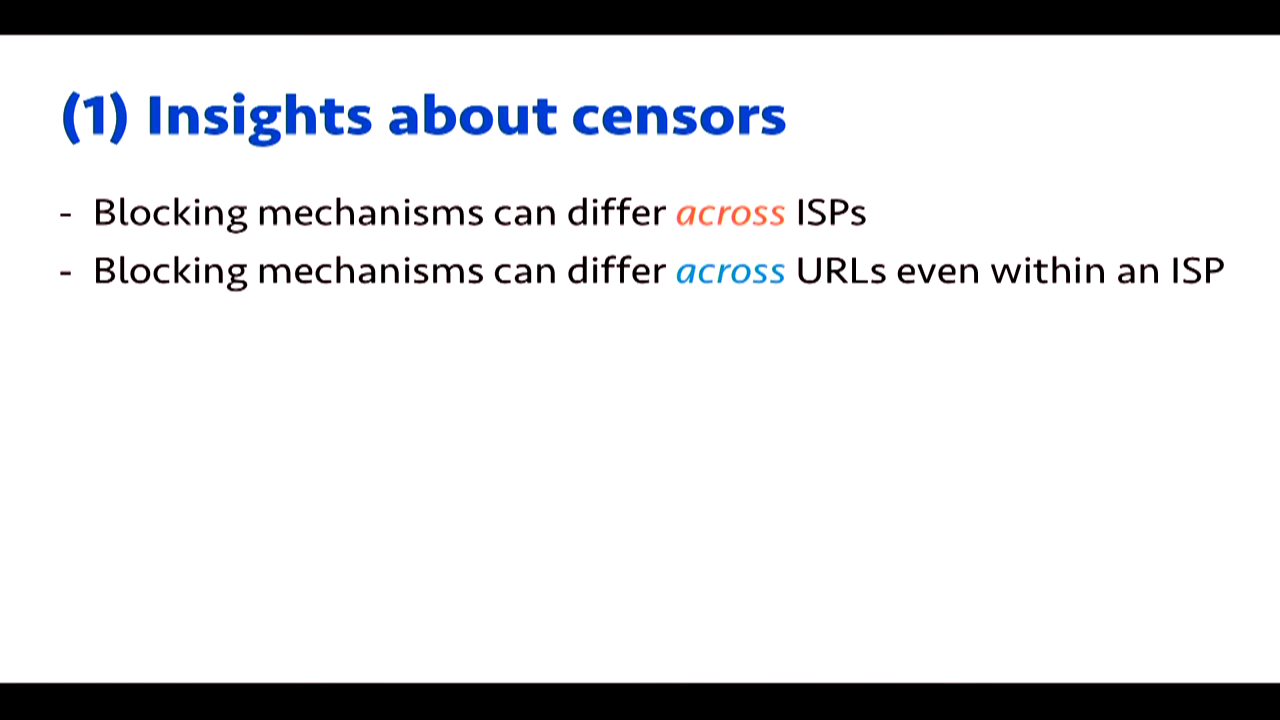 (1) Insights about censors
- Blocking mechanisms can differ across ISPs
- Blocking mechanisms can differ across URLs even within an ISP